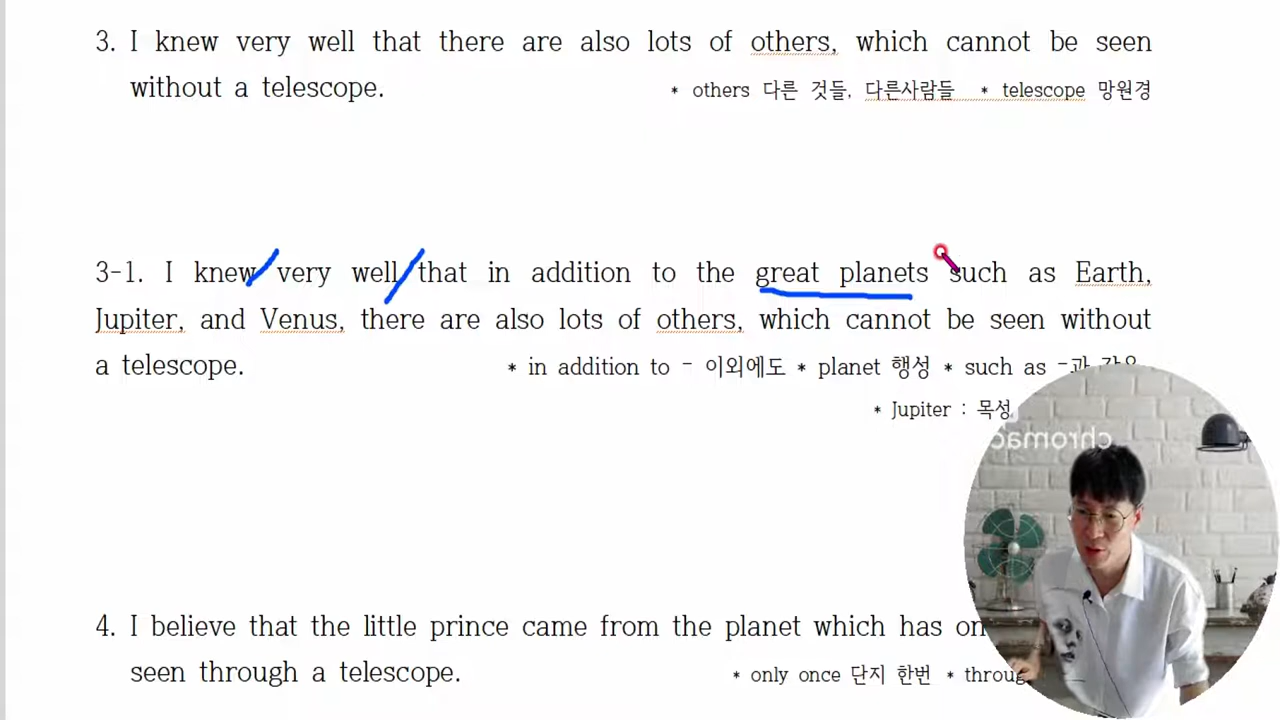 3. I knew very well that there are also lots of others, which cannot be seen
without a telescope. * others 다른 것들, 다른사람들 * telescope 망원경
3-1. I knew very well that in addition to the great planets such as Earth,
Jupiter, and Venus, there are also lots of others, which cannot be seen without
a telescope. * in addition to - 이외에도 * planet 행성 * such as -과
* Jupiter : 목성
chromac
4. I believe that the little prince came from the planet which has
seen through a telescope. * only once 단지 한번 *